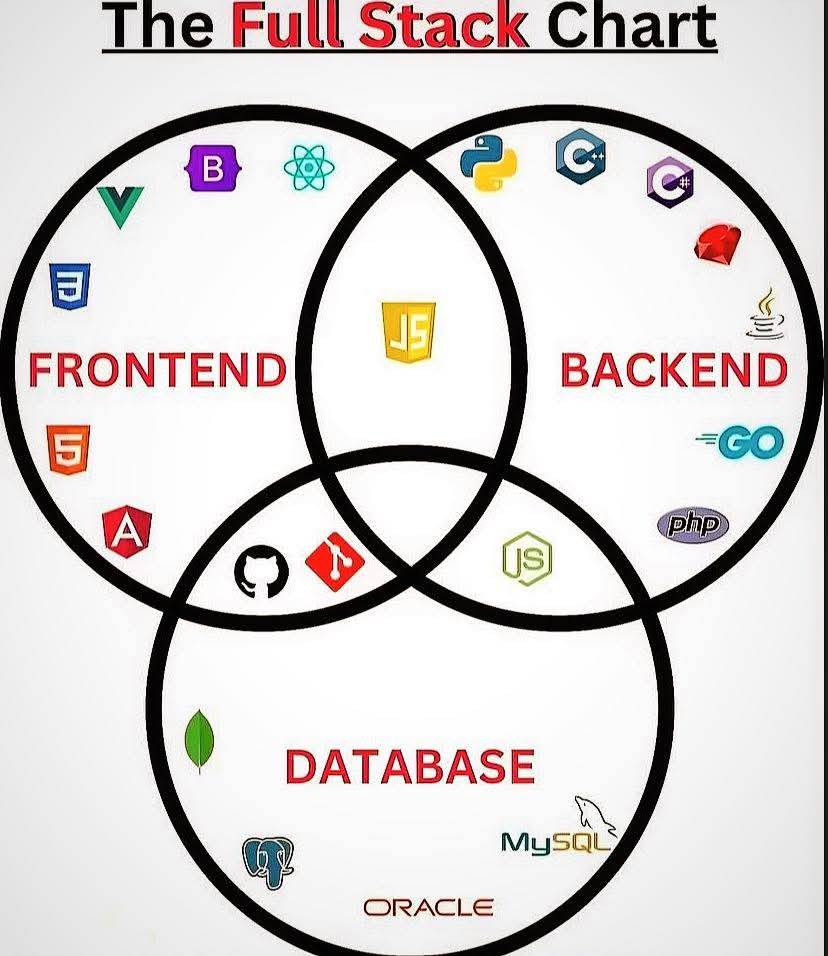 The Full Stack Chart
B
C++
C#
3
JS
FRONTEND
BACKEND
5
GO
A
php
JS
DATABASE
MySQL
ORACLE